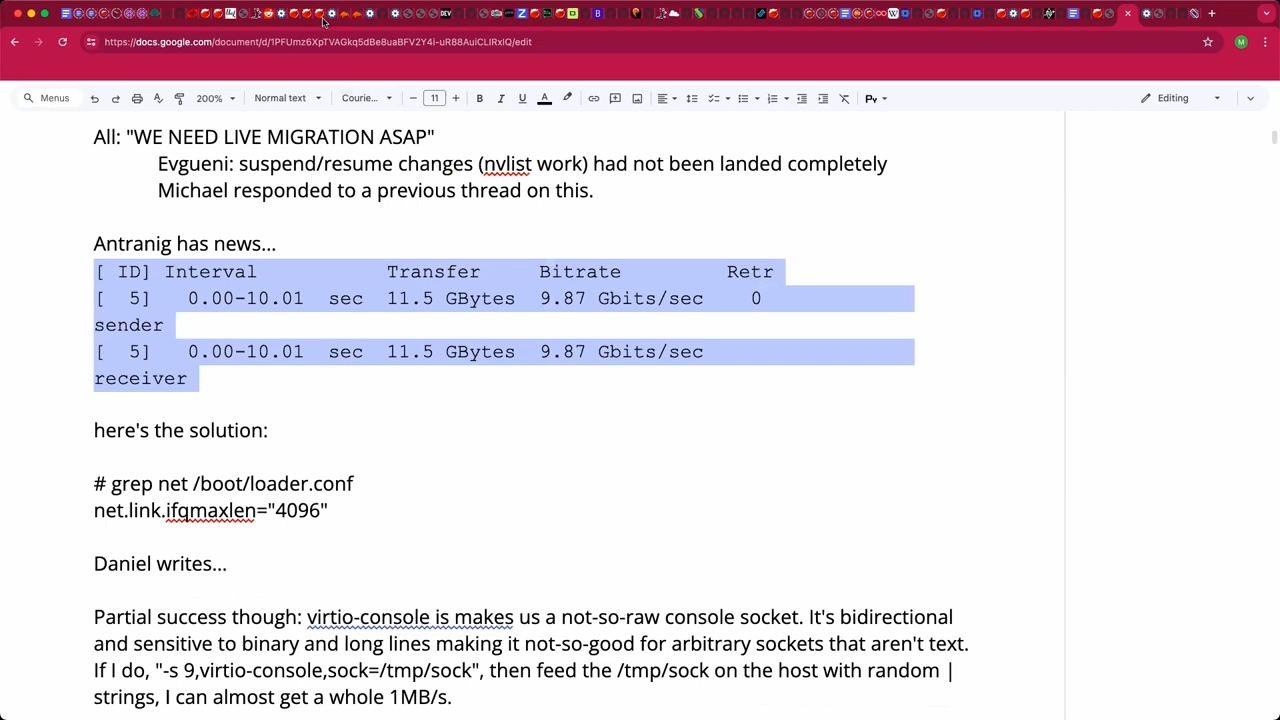 https://docs.google.com/document/d/1PFUmz6XpTVAGkq5dBe8uaBFV2Y4i-uR88AuiCLIRxIQ/edit
M
Menus 200% Normal text Courie... 11 Editing
All: "WE NEED LIVE MIGRATION ASAP"
Evgueni: suspend/resume changes (nvlist work) had not been landed completely
Michael responded to a previous thread on this.
Antranig has news...
[ ID] Interval Transfer Bitrate Retr
[ 5] 0.00-10.01 sec 11.5 GBytes 9.87 Gbits/sec 0
sender
[ 5] 0.00-10.01 sec 11.5 GBytes 9.87 Gbits/sec
receiver
here's the solution:
# grep net /boot/loader.conf
net.link.ifqmaxlen="4096"
Daniel writes...
Partial success though: virtio-console is makes us a not-so-raw console socket. It's bidirectional
and sensitive to binary and long lines making it not-so-good for arbitrary sockets that aren't text.
If I do, "-s 9,virtio-console,sock=/tmp/sock", then feed the /tmp/sock on the host with random |
strings, I can almost get a whole 1MB/s.